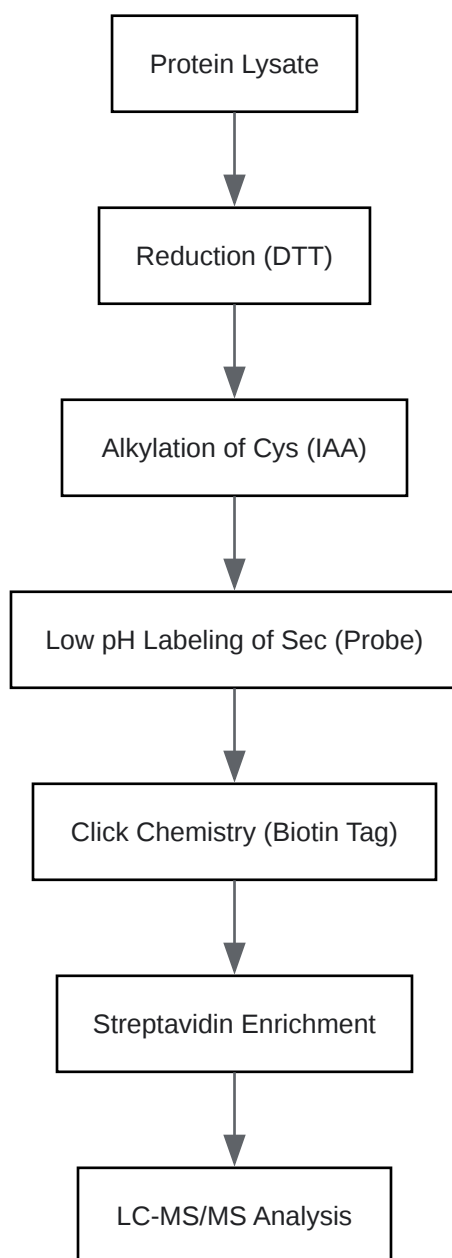 Protein Lysate
Reduction (DTT)
Alkylation of Cys (IAA)
Low pH Labeling of Sec (Probe)
Click Chemistry (Biotin Tag)
Streptavidin Enrichment
LC-MS/MS Analysis